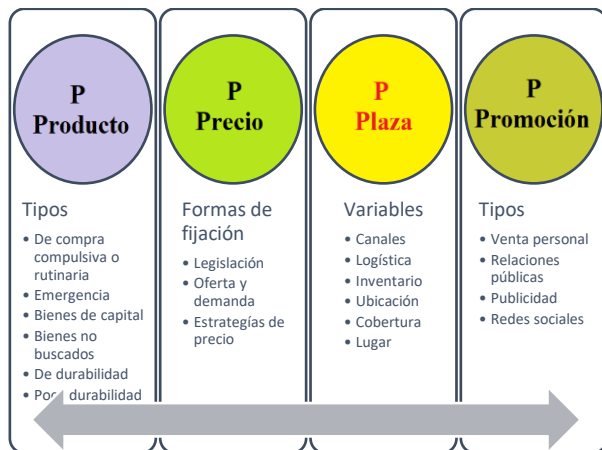 P
Producto
Tipos
• De compra
compulsiva o
rutinaria
• Emergencia
• Bienes de capital
• Bienes no
buscados
• De durabilidad
• Poca durabilidad
P
Precio
Formas de
fijación
• Legislación
• Oferta y
demanda
• Estrategías de
precio
P
Plaza
Variables
• Canales
• Logística
• Inventario
• Ubicación
• Cobertura
• Lugar
P
Promoción
Tipos
• Venta personal
• Relaciones
públicas
• Publicidad
• Redes sociales